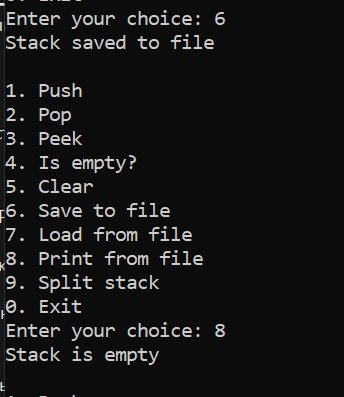 Enter your choice: 6
Stack saved to file
1. Push
2. Pop
3. Peek
4. Is empty?
5. Clear
6. Save to file
7. Load from file
8. Print from file
9. Split stack
0. Exit
Enter your choice: 8
Stack is empty